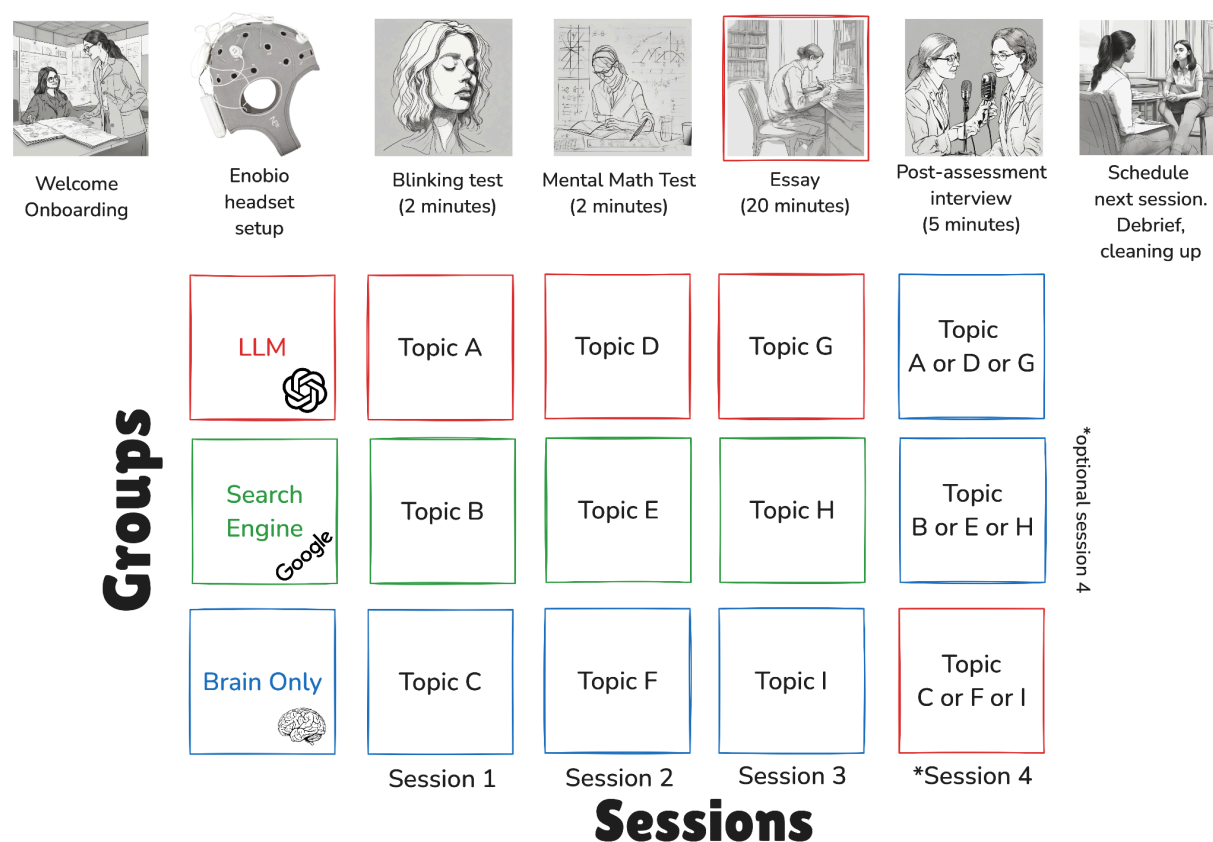 Welcome
Onboarding
Enobio
headset
setup
Blinking test
(2 minutes)
Mental Math Test
(2 minutes)
Essay
(20 minutes)
Post-assessment
interview
(5 minutes)
Schedule
next session.
Debrief,
cleaning up
Groups
LLM
Topic A
Topic D
Topic G
Topic
A or D or G
Search
Engine
Google
Topic B
Topic E
Topic H
Topic
B or E or H
*optional session 4
Brain Only
Topic C
Topic F
Topic I
Topic
C or F or I
Session 1
Session 2
Session 3
*Session 4
Sessions